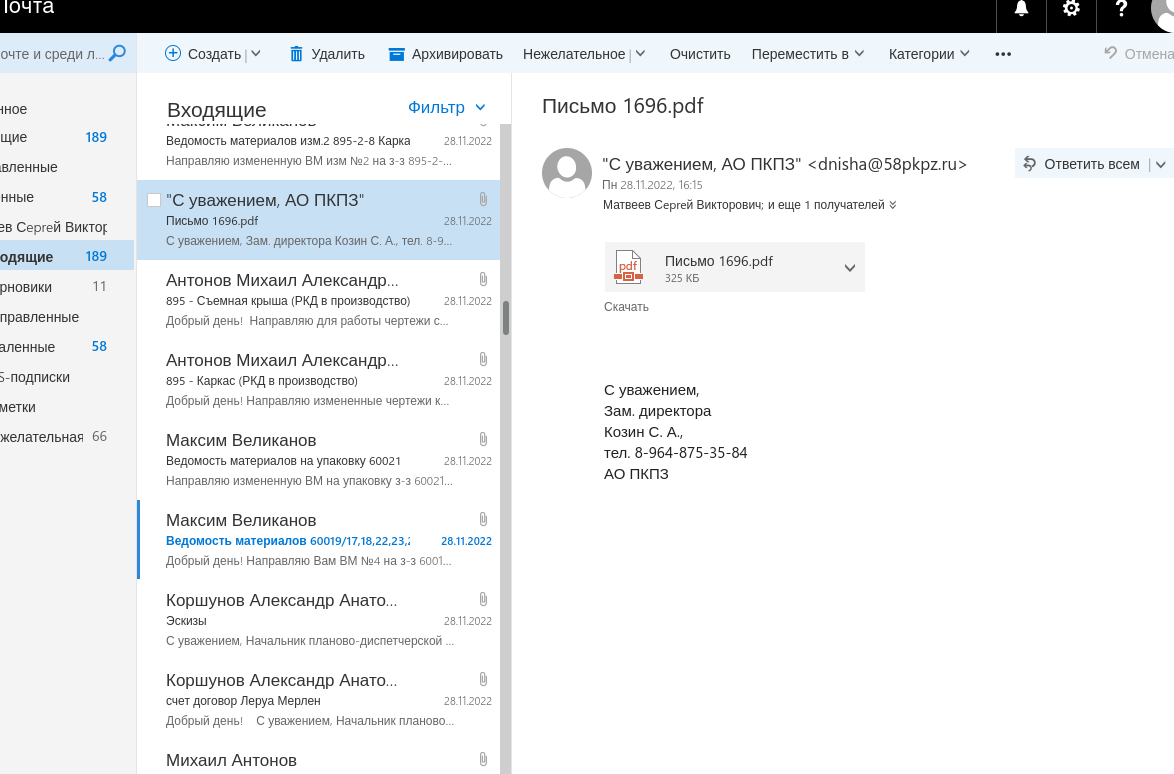 Почта
очте и среди л...
Создать
Удалить
Архивировать
Нежелательное
Очистить
Переместить в
Категории
•••
Отмена
нное
щие 189
авленные
нные 58
ев Сергей Виктор
одящие 189
рновики 11
правленные
аленные 58
S-подписки
метки
желательная 66
Входящие
Фильтр
Максим Великанов
Ведомость материалов изм.2 895-2-8 Карка 28.11.2022
Направляю измененную ВМ изм №2 на з-з 895-2-...
"С уважением, АО ПКПЗ"
Письмо 1696.pdf 28.11.2022
С уважением, Зам. директора Козин С. А., тел. 8-9...
Антонов Михаил Александр...
895 - Съемная крыша (РКД в производство) 28.11.2022
Добрый день! Направляю для работы чертежи с...
Антонов Михаил Александр...
895 - Каркас (РКД в производство) 28.11.2022
Добрый день! Направляю измененные чертежи к...
Максим Великанов
Ведомость материалов на упаковку 60021 28.11.2022
Направляю измененную ВМ на упаковку з-з 60021...
Максим Великанов
Ведомость материалов 60019/17,18,22,23,2 28.11.2022
Добрый день! Направляю Вам ВМ №4 на з-з 6001...
Коршунов Александр Анато...
Эскизы 28.11.2022
С уважением, Начальник планово-диспетчерской ...
Коршунов Александр Анато...
счет договор Леруа Мерлен 28.11.2022
Добрый день! С уважением, Начальник планово...
Михаил Антонов
Письмо 1696.pdf
"С уважением, АО ПКПЗ" <dnisha@58pkpz.ru>
Пн 28.11.2022, 16:15
Матвеев Сергей Викторович; и еще 1 получателей
Ответить всем
pdf
Письмо 1696.pdf
325 КБ
Скачать
С уважением,
Зам. директора
Козин С. А.,
тел. 8-964-875-35-84
АО ПКПЗ